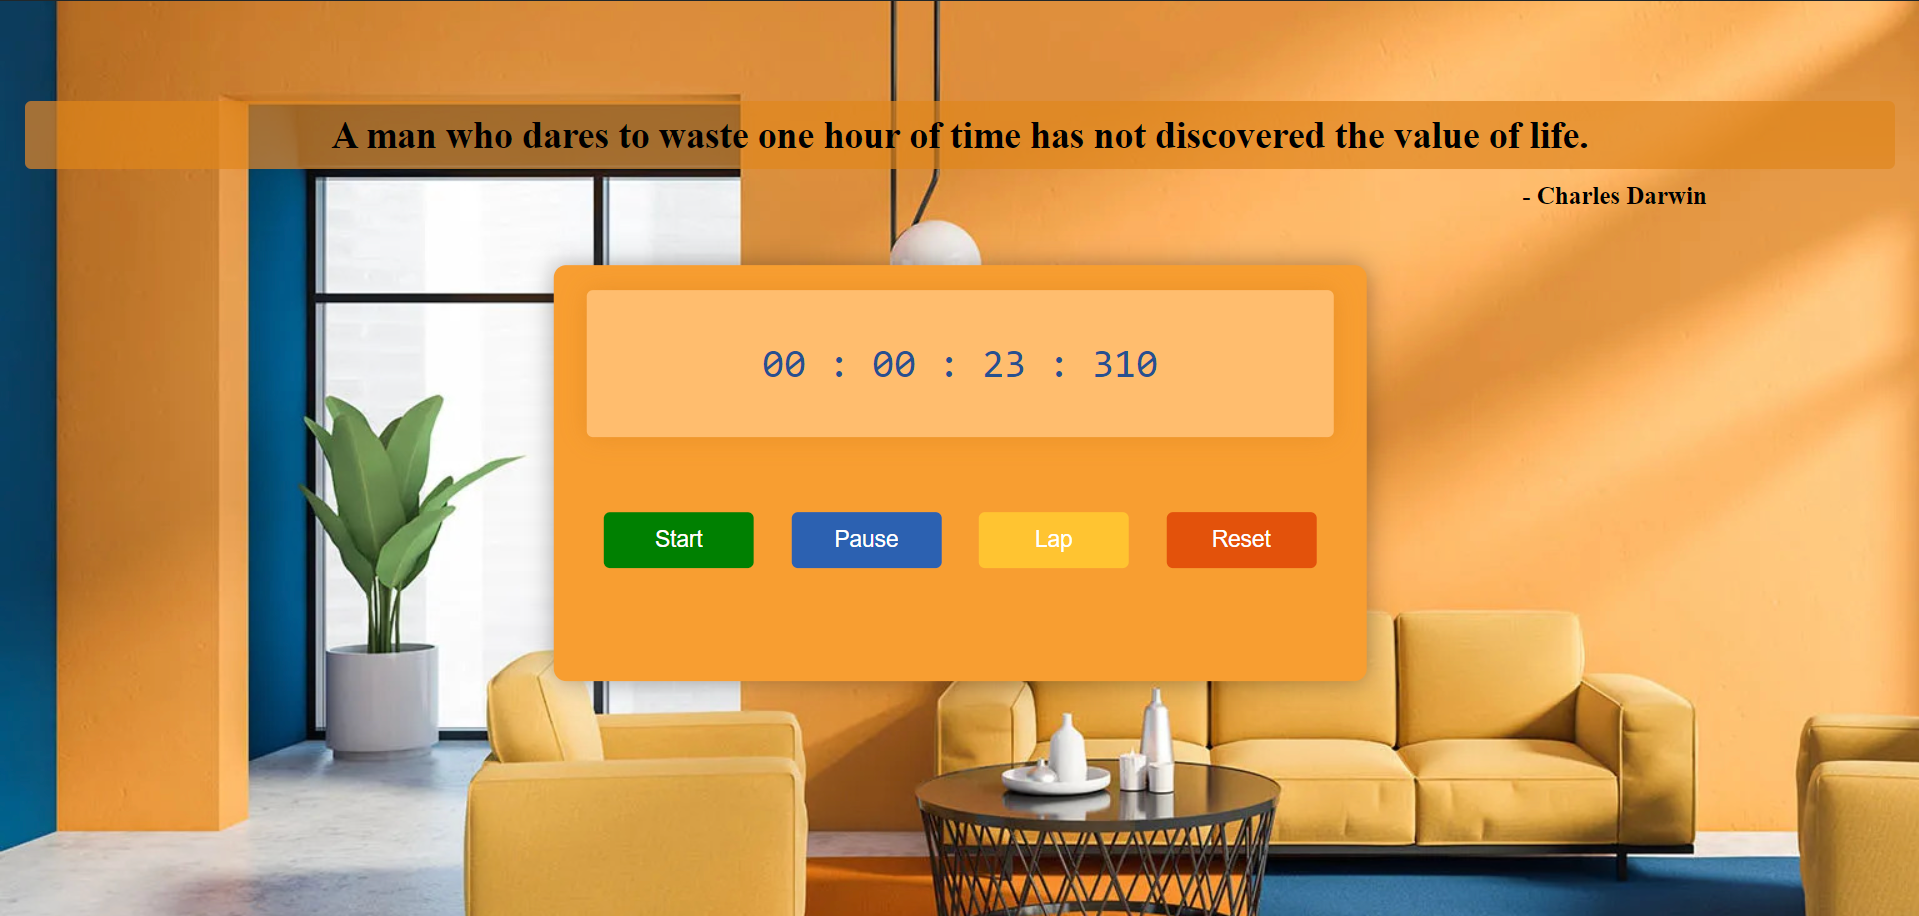 A man who dares to waste one hour of time has not discovered the value of life.
- Charles Darwin
00 : 00 : 23 : 310
Start Pause Lap Reset